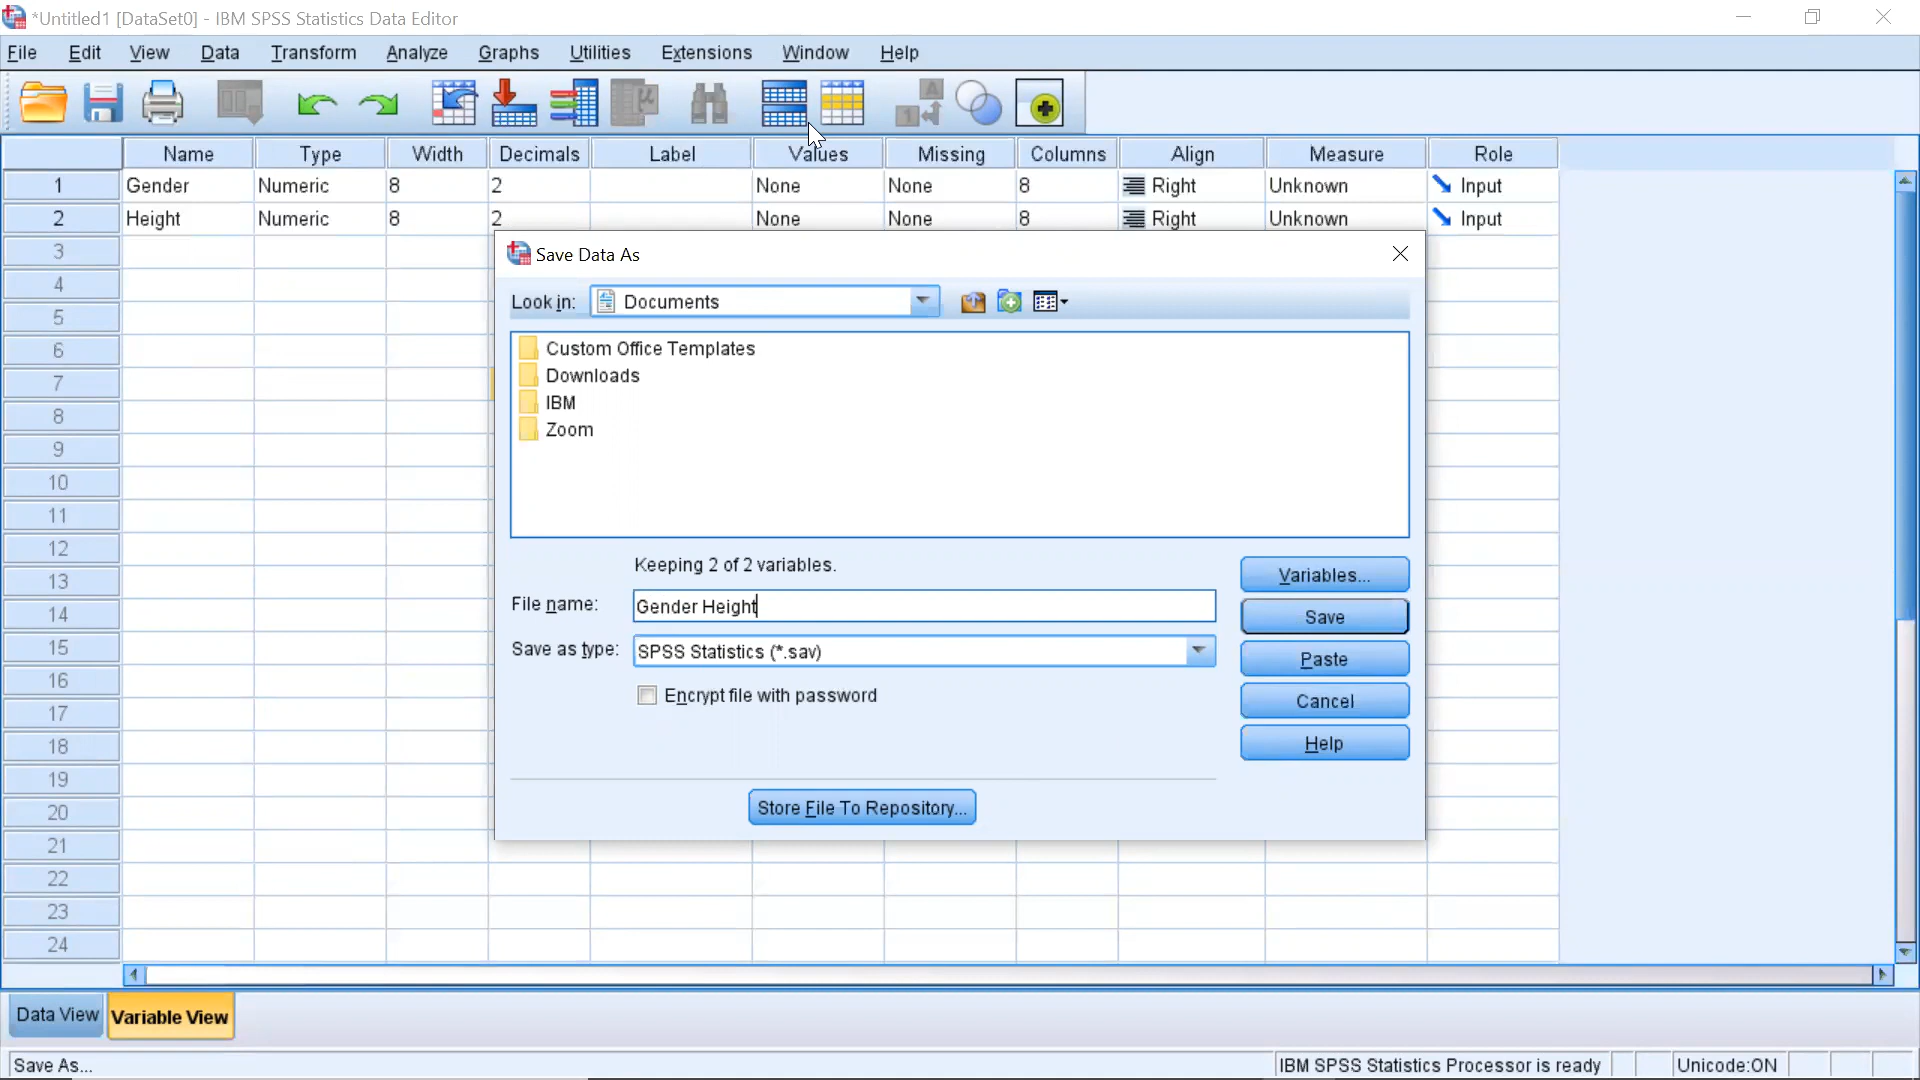 *Untitled1 [DataSet0] - IBM SPSS Statistics Data Editor
File Edit View Data Transform Analyze Graphs Utilities Extensions Window Help
Name Type Width Decimals Label Values Missing Columns Align Measure Role
1 Gender Numeric 8 2 None None 8 Right Unknown Input
2 Height Numeric 8 2 None None 8 Right Unknown Input
3
4
5
6
7
8
9
10
11
12
13
14
15
16
17
18
19
20
21
22
23
24
Save Data As
Look in: Documents
Custom Office Templates
Downloads
IBM
Zoom
Keeping 2 of 2 variables.
File name: Gender Height
Save as type: SPSS Statistics (*.sav)
Encrypt file with password
Variables...
Save
Paste
Cancel
Help
Store File To Repository...
Data View Variable View
Save As... IBM SPSS Statistics Processor is ready Unicode:ON